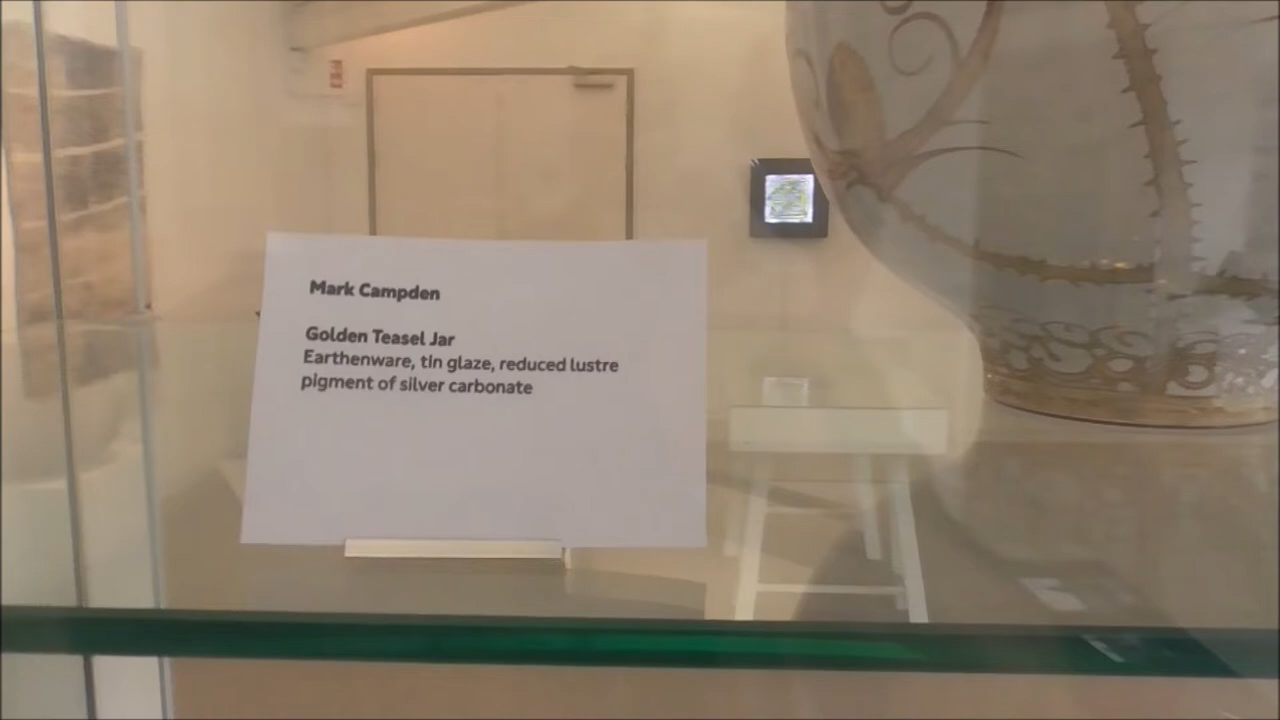 Mark Campden
Golden Teasel Jar
Earthenware, tin glaze, reduced lustre
pigment of silver carbonate